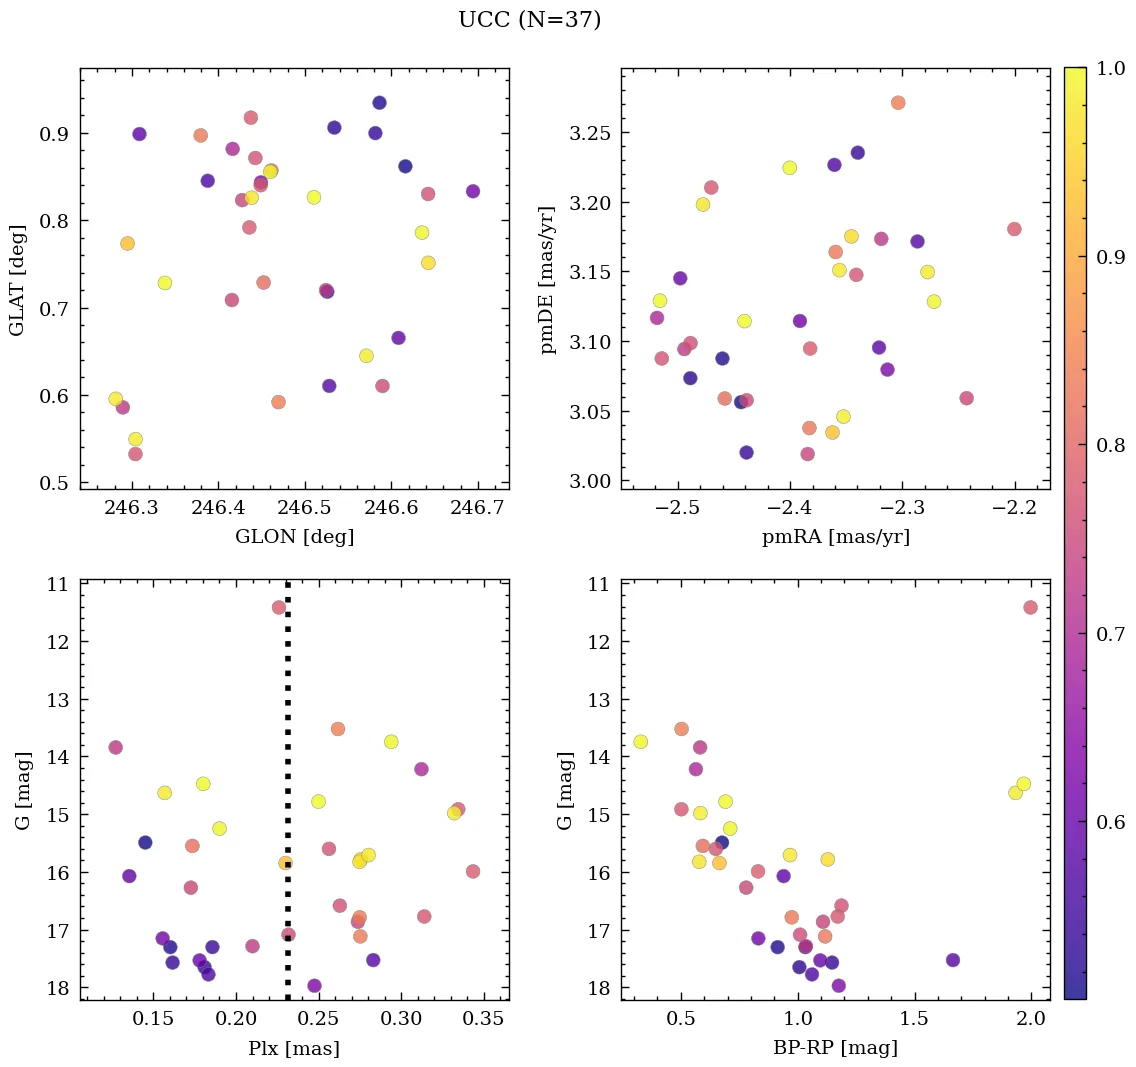 UCC (N=37)
0.9
0.8
0.7
0.6
0.5
246.3 246.4 246.5 246.6 246.7
GLON [deg]
GLAT [deg]
3.25
3.20
3.15
3.10
3.05
3.00
−2.5 −2.4 −2.3 −2.2
pmRA [mas/yr]
pmDE [mas/yr]
1.0
0.9
0.8
0.7
0.6
11
12
13
14
15
16
17
18
0.15 0.20 0.25 0.30 0.35
Plx [mas]
G [mag]
11
12
13
14
15
16
17
18
0.5 1.0 1.5 2.0
BP-RP [mag]
G [mag]